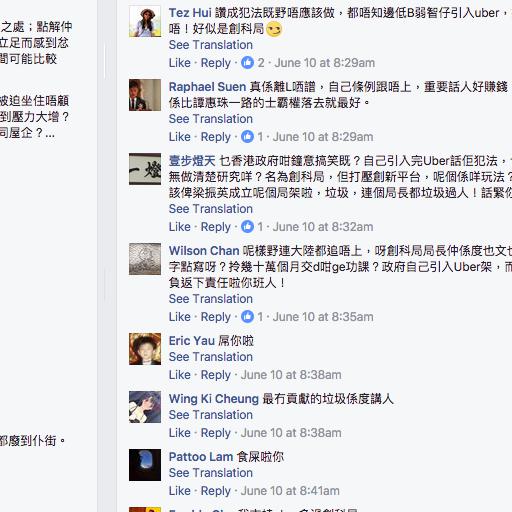 之處；點解仲
立足而感到忿
間可能比較
被迫坐住唔顧
到壓力大增？
司屋企？...
都廢到仆街。
Tez Hui 讚成犯法既野唔應該做，都唔知邊低B弱智仔引入uber，
唔！好似是創科局😏
See Translation
Like · Reply · 2 · June 10 at 8:29am
Raphael Suen 真係離L哂譜，自己條例跟唔上，重要話人好賺錢
係比譚惠珠一路的士霸權落去就最好。
See Translation
Like · Reply · 1 · June 10 at 8:29am
壹步燈天 乜香港政府咁鐘意搞笑既？自己引入完Uber話佢犯法，
無做清楚研究咩？名為創科局，但打壓創新平台，呢個係咩玩法？
該俾梁振英成立呢個局架啦，垃圾，連個局長都垃圾過人！話緊
See Translation
Like · Reply · 1 · June 10 at 8:32am
Wilson Chan 呢樣野連大陸都追唔上，呀創科局局長仲係度也文
字點寫呀？拎幾十萬個月交d咁ge功課？政府自己引入Uber架，而
負返下責任啦你班人！
See Translation
Like · Reply · 1 · June 10 at 8:35am
Eric Yau 屌你啦
See Translation
Like · Reply · June 10 at 8:38am
Wing Ki Cheung 最冇貢獻的垃圾係度講人
See Translation
Like · Reply · June 10 at 8:38am
Pattoo Lam 食屎啦你
See Translation
Like · Reply · June 10 at 8:41am